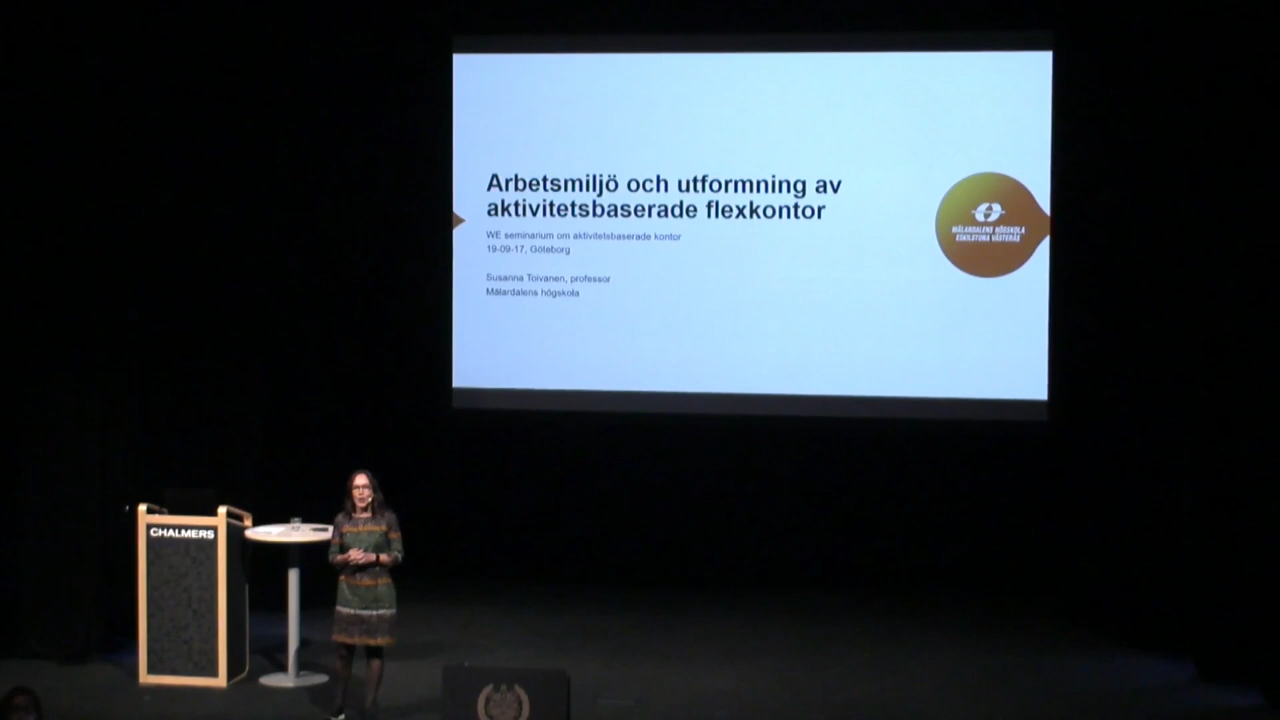 Arbetsmiljö och utformning av
aktivitetsbaserade flexkontor
WE seminarium om aktivitetsbaserade kontor
19-09-17, Göteborg
Susanna Toivanen, professor
Mälardalens högskola
MÄLARDALENS HÖGSKOLA
ESKILSTUNA VÄSTERÅS
CHALMERS